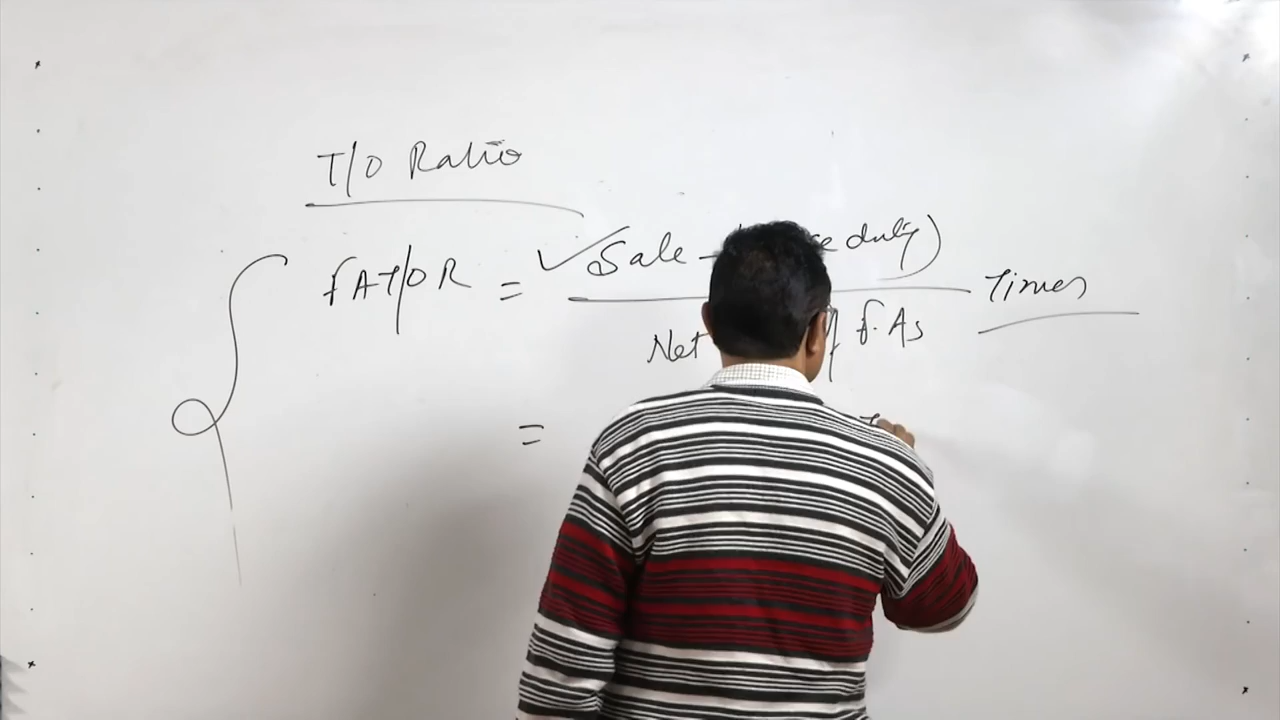 T/O Ratio
FAT/OR = ✓ Sale - duty) Times
Net f. As
=